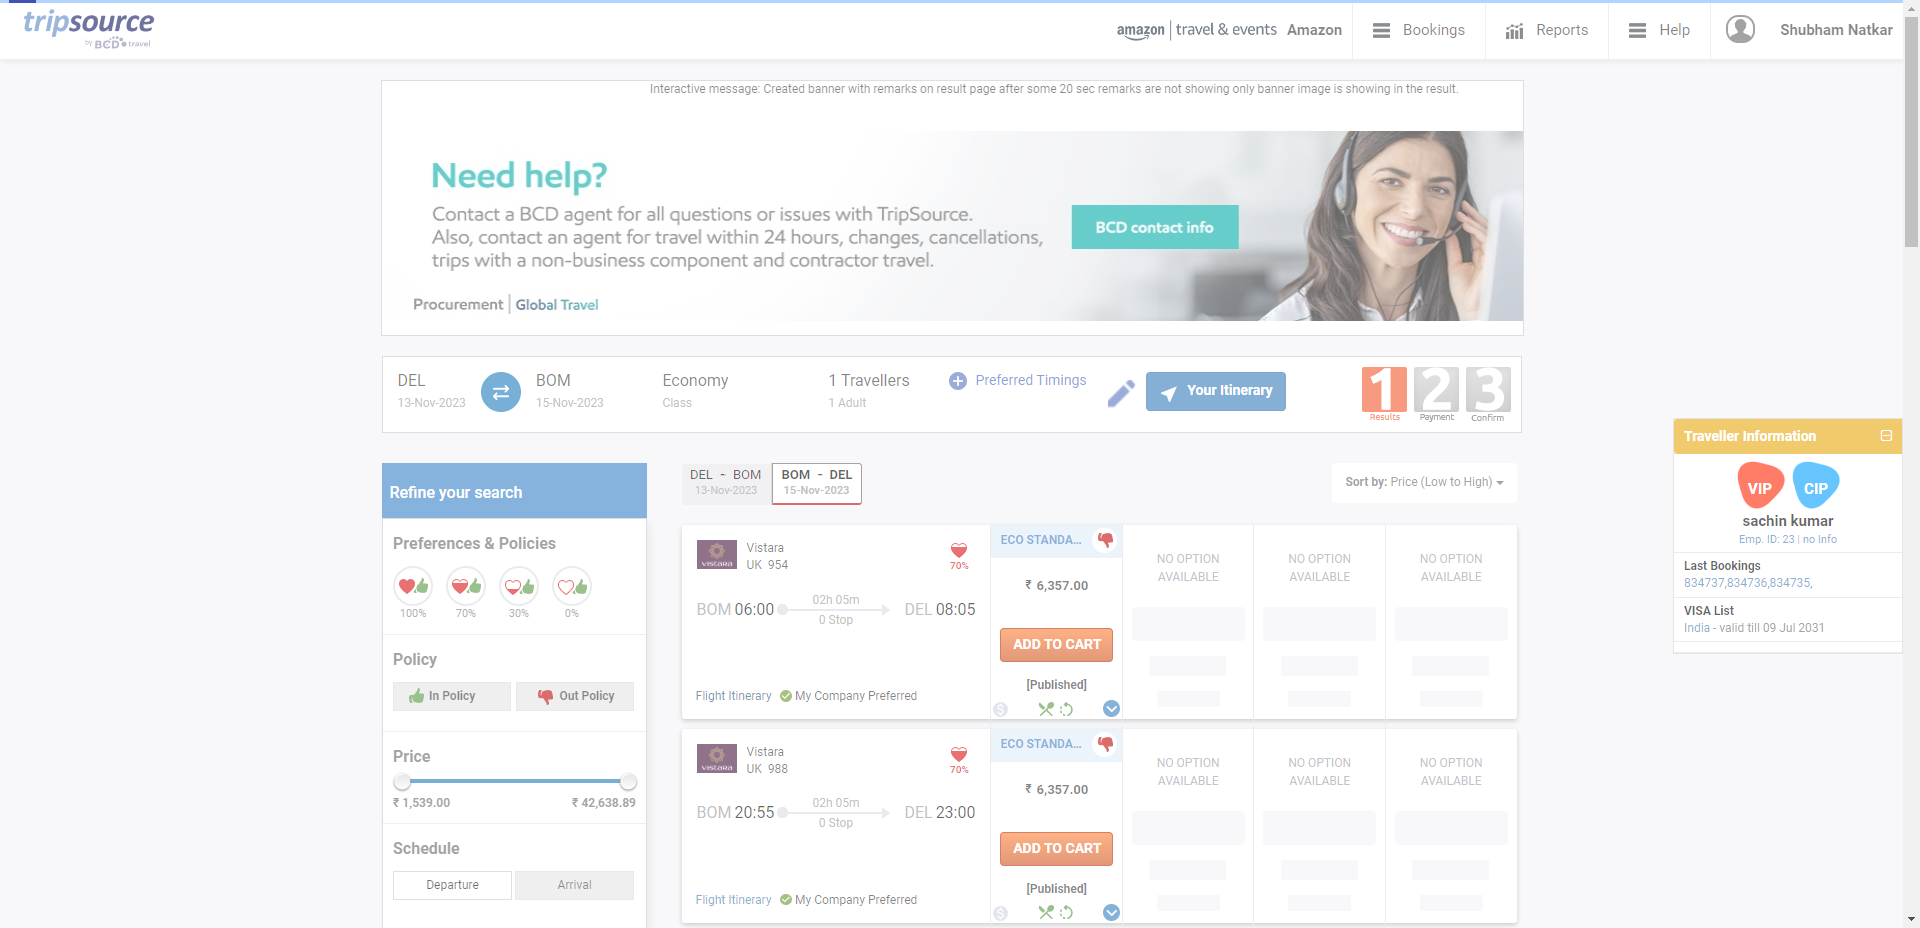 tripsource
by BCD travel
amazon | travel & events Amazon
Bookings
Reports
Help
Shubham Natkar
Interactive message: Created banner with remarks on result page after some 20 sec remarks are not showing only banner image is showing in the result.
Need help?
Contact a BCD agent for all questions or issues with TripSource.
Also, contact an agent for travel within 24 hours, changes, cancellations,
trips with a non-business component and contractor travel.
BCD contact info
Procurement | Global Travel
DEL
13-Nov-2023
BOM
15-Nov-2023
Economy
Class
1 Travellers
1 Adult
Preferred Timings
Your Itinerary
1 Results
2 Payment
3 Confirm
Traveller Information
VIP CIP
sachin kumar
Emp. ID: 23 | no Info
Last Bookings
834737,834736,834735,
VISA List
India - valid till 09 Jul 2031
Refine your search
Preferences & Policies
100% 70% 30% 0%
Policy
In Policy Out Policy
Price
₹ 1,539.00 ₹ 42,638.89
Schedule
Departure Arrival
DEL - BOM
13-Nov-2023
BOM - DEL
15-Nov-2023
Sort by: Price (Low to High)
VISTARA
Vistara
UK 954
70%
BOM 06:00
02h 05m
0 Stop
DEL 08:05
Flight Itinerary
My Company Preferred
ECO STANDA...
₹ 6,357.00
ADD TO CART
[Published]
$
NO OPTION
AVAILABLE
NO OPTION
AVAILABLE
NO OPTION
AVAILABLE
VISTARA
Vistara
UK 988
70%
BOM 20:55
02h 05m
0 Stop
DEL 23:00
Flight Itinerary
My Company Preferred
ECO STANDA...
₹ 6,357.00
ADD TO CART
[Published]
$
NO OPTION
AVAILABLE
NO OPTION
AVAILABLE
NO OPTION
AVAILABLE